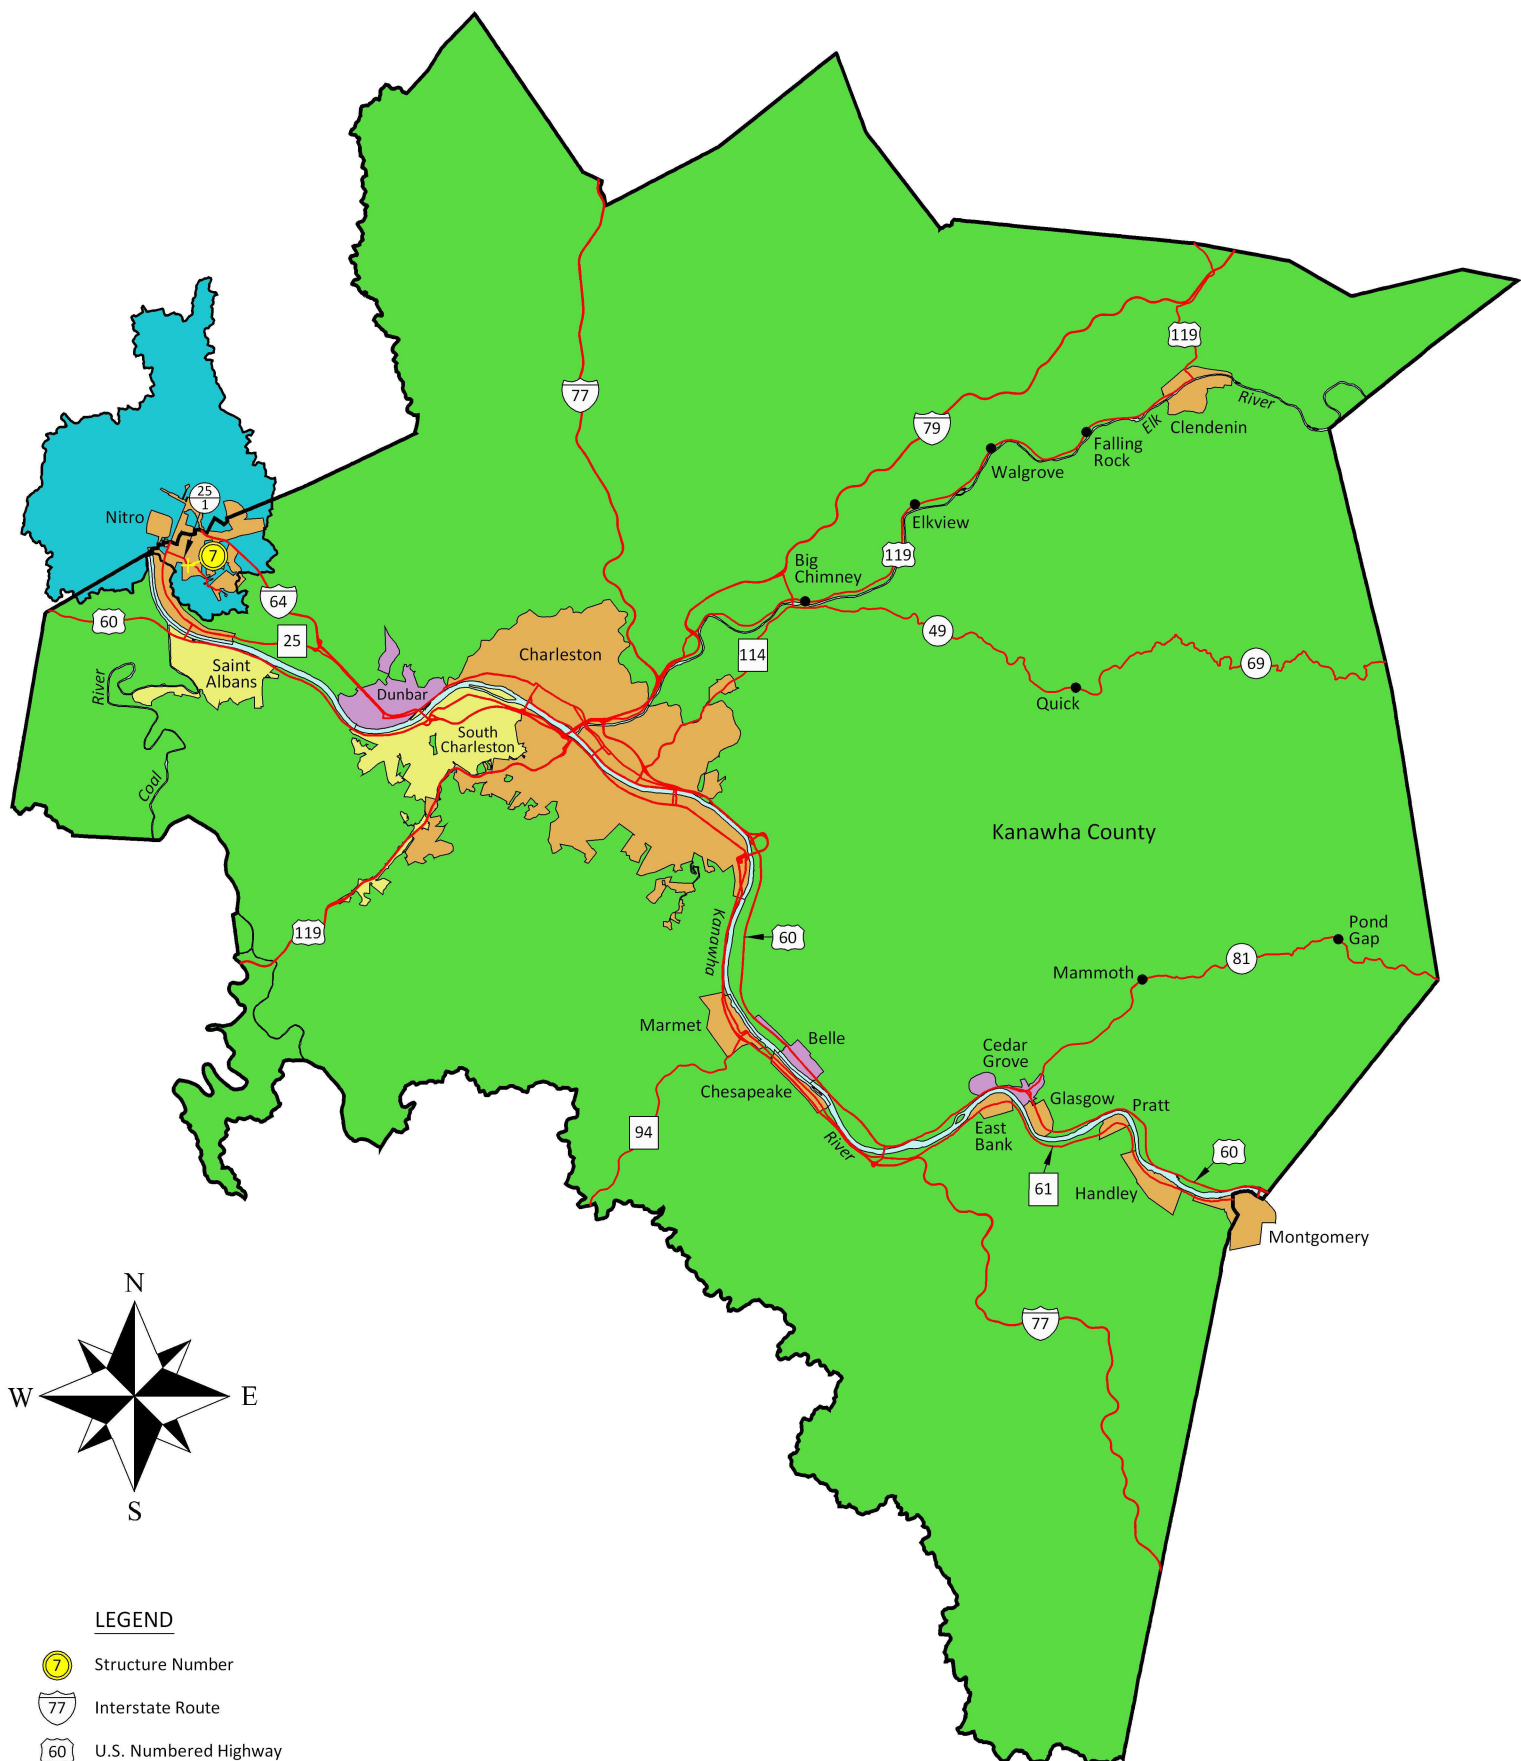 77
119
79
River
Elk
Clendenin
Falling
Rock
Walgrove
25
1
Nitro
Elkview
7
119
Big
Chimney
64
60
25
49
114
Charleston
69
Saint
Albans
River
Dunbar
Quick
South
Charleston
Coal
Kanawha County
119
Kanawha
60
Pond
Gap
81
Mammoth
Marmet
Belle
Cedar
Grove
Chesapeake
Glasgow
Pratt
94
River
East
Bank
60
61
Handley
Montgomery
N
77
W
E
S
LEGEND
7 Structure Number
77 Interstate Route
60 U.S. Numbered Highway